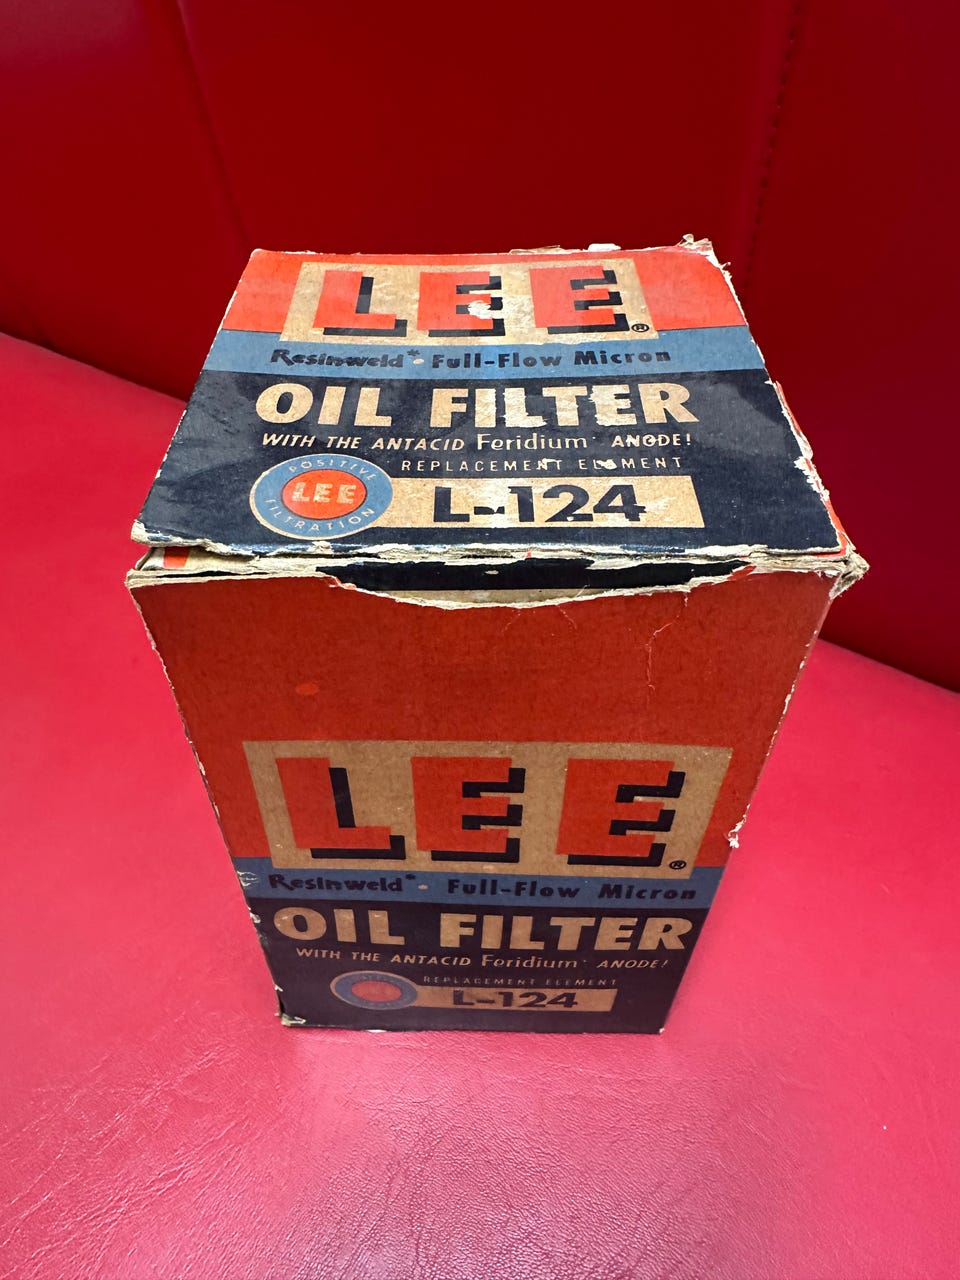 LEE®
Resinweld* • Full-Flow Micron
OIL FILTER
WITH THE ANTACID Feridium* ANODE!
REPLACEMENT ELEMENT
POSITIVE
LEE
FILTRATION
L-124
LEE®
Resinweld* • Full-Flow Micron
OIL FILTER
WITH THE ANTACID Feridium* ANODE!
REPLACEMENT ELEMENT
L-124